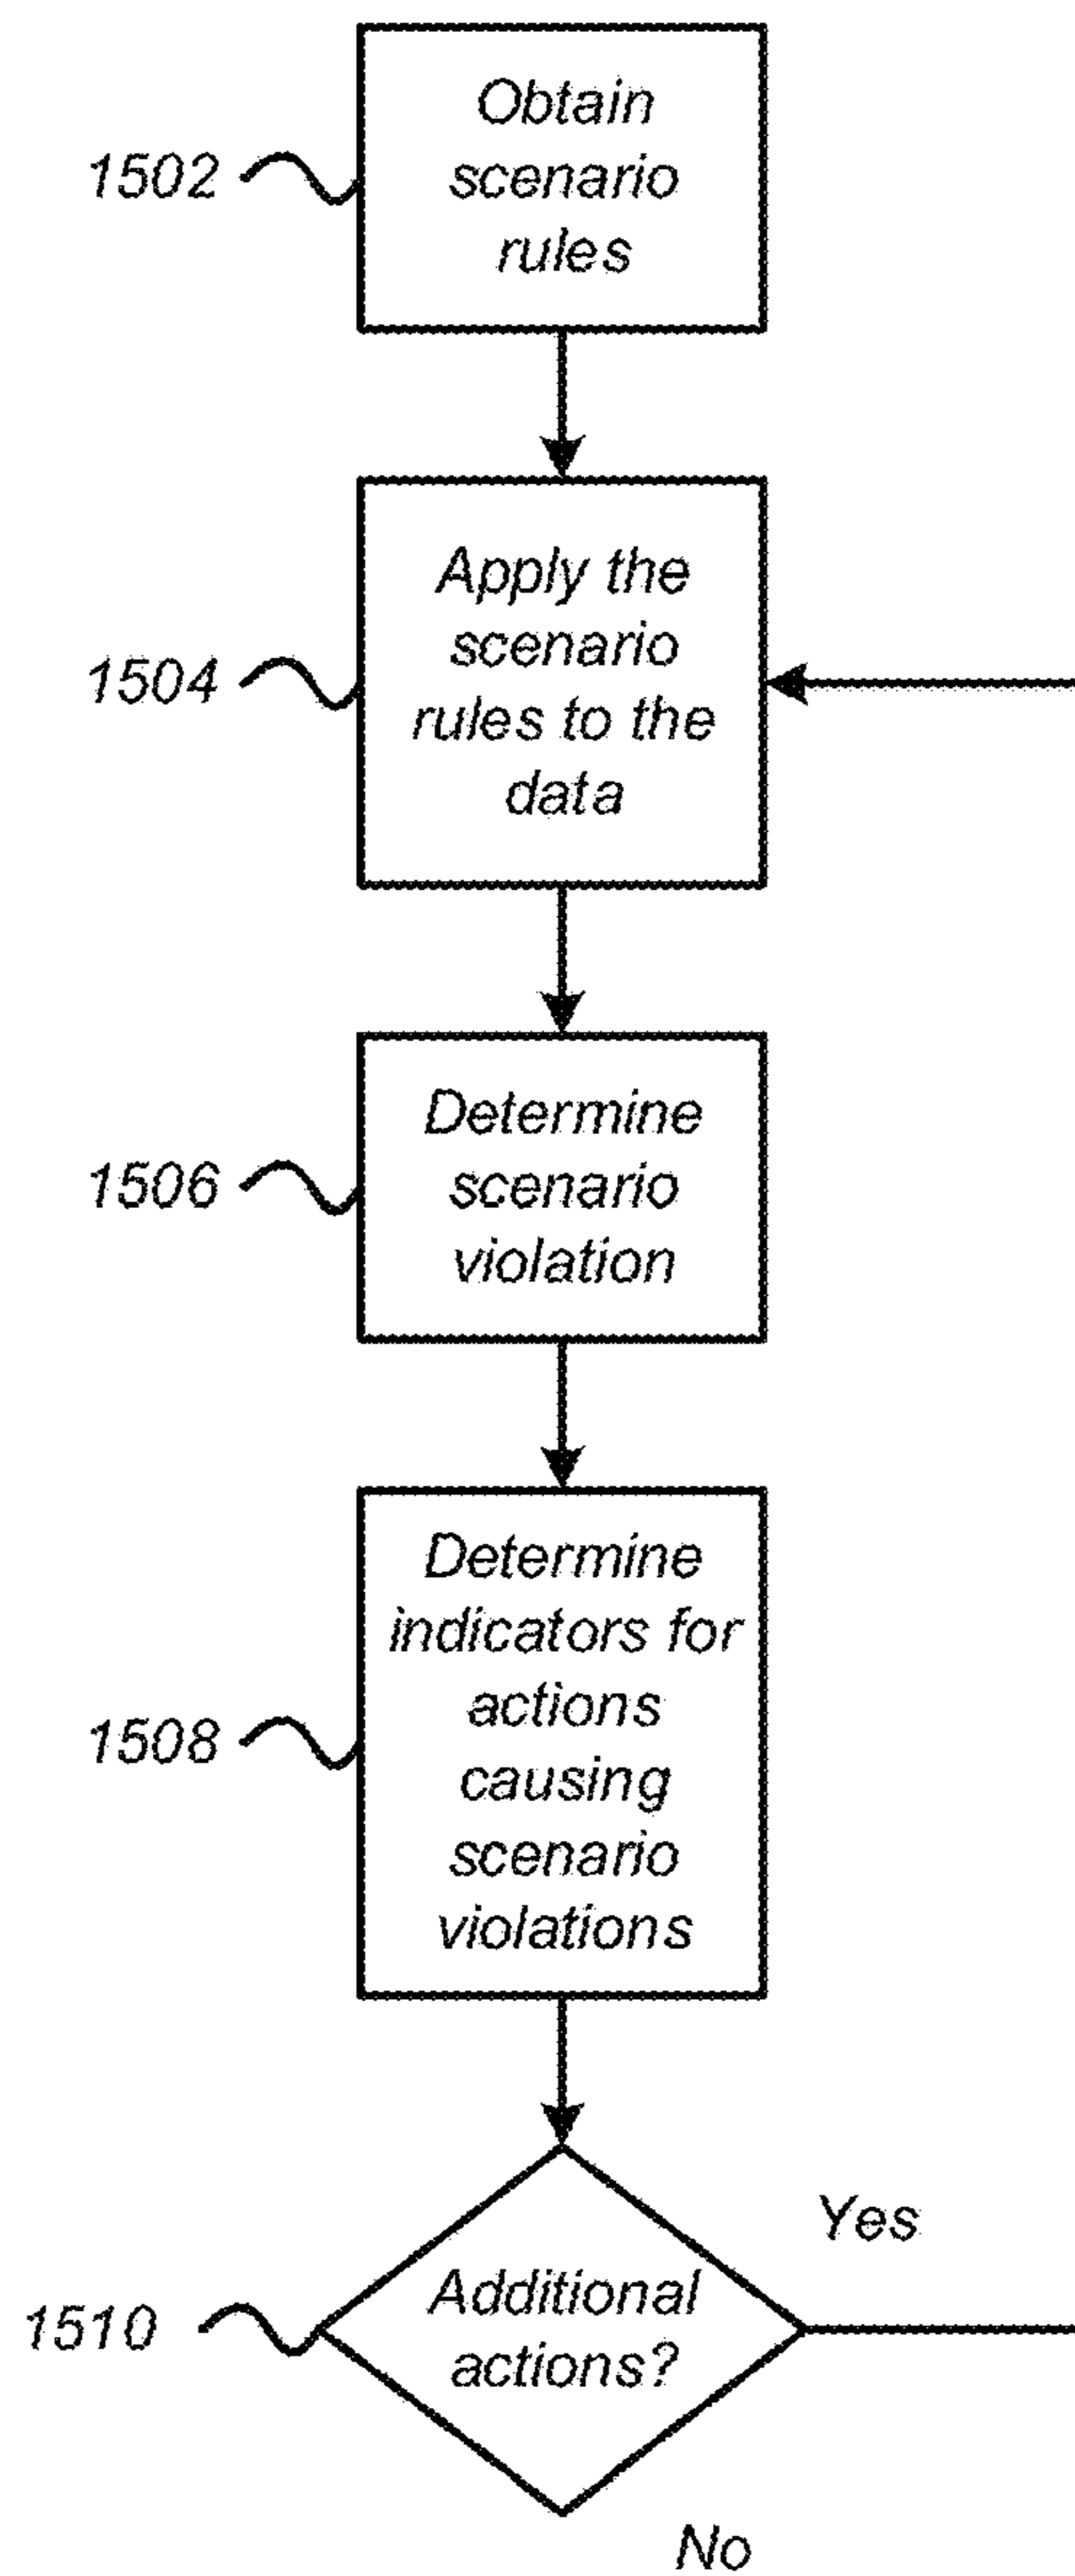 Obtain
scenario
rules
1502
Apply the
scenario
rules to the
data
1504
Determine
scenario
violation
1506
Determine
indicators for
actions
causing
scenario
violations
1508
Yes
Additional
actions?
1510
No